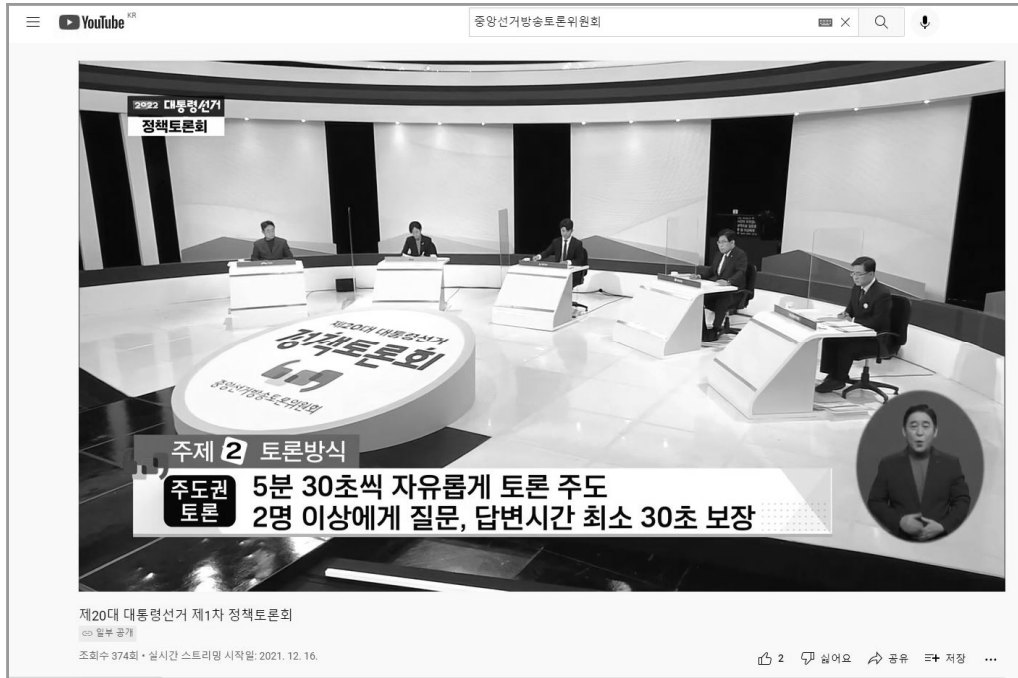 YouTube KR
중앙선거방송토론위원회
2022 대통령선거
정책토론회
제20대 대통령선거
정책토론회
중앙선거방송토론위원회
주제 2 토론방식
주도권
토론
5분 30초씩 자유롭게 토론 주도
2명 이상에게 질문, 답변시간 최소 30초 보장
제20대 대통령선거 제1차 정책토론회
일부 공개
조회수 374회 • 실시간 스트리밍 시작일: 2021. 12. 16.
2 싫어요 공유 저장